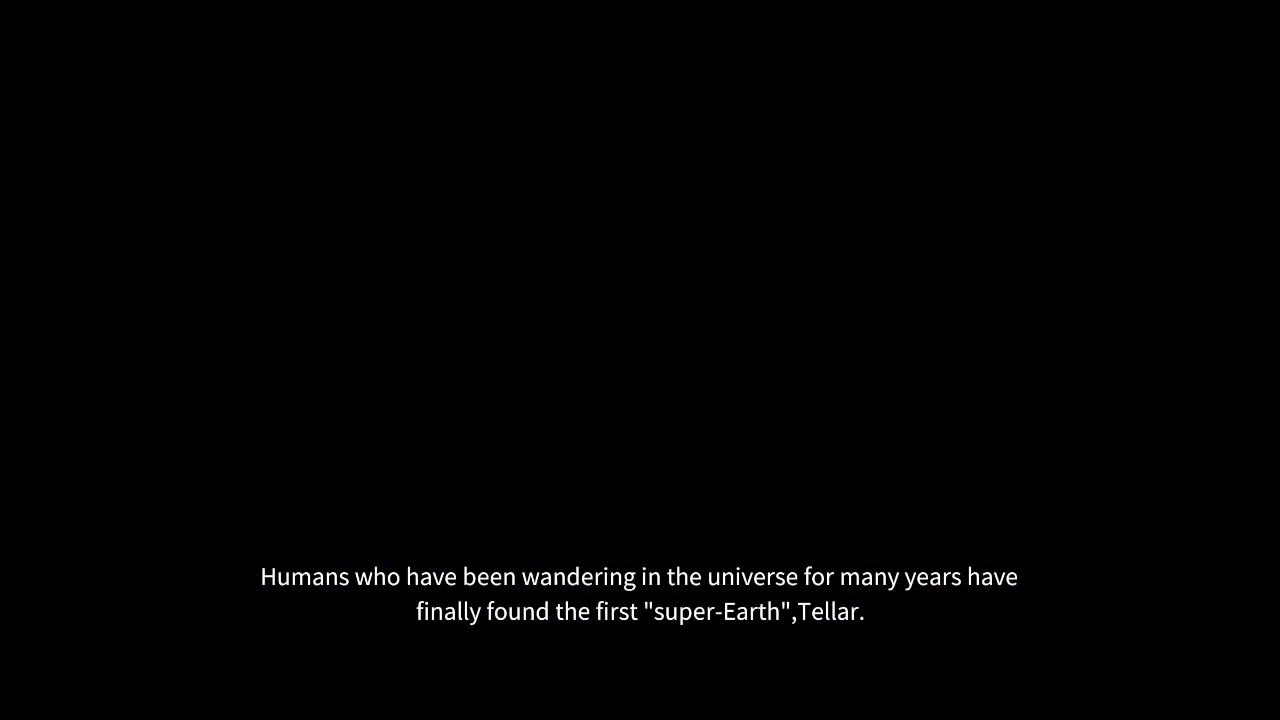 Humans who have been wandering in the universe for many years have
finally found the first "super-Earth",Tellar.